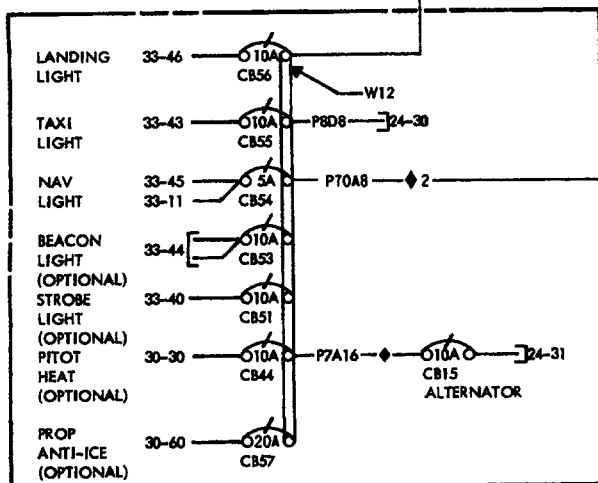 LANDING 33-46 10A
LIGHT CB56
W12
TAXI 33-43 10A P8D8 24-30
LIGHT CB55
NAV 33-45 5A P70A8 2
LIGHT 33-11 CB54
BEACON 10A
LIGHT 33-44 CB53
(OPTIONAL)
STROBE 33-40 10A
LIGHT CB51
(OPTIONAL)
PITOT 30-30 10A P7A16 10A 24-31
HEAT CB44 CB15
(OPTIONAL) ALTERNATOR
PROP
ANTI-ICE 30-60 20A
(OPTIONAL) CB57